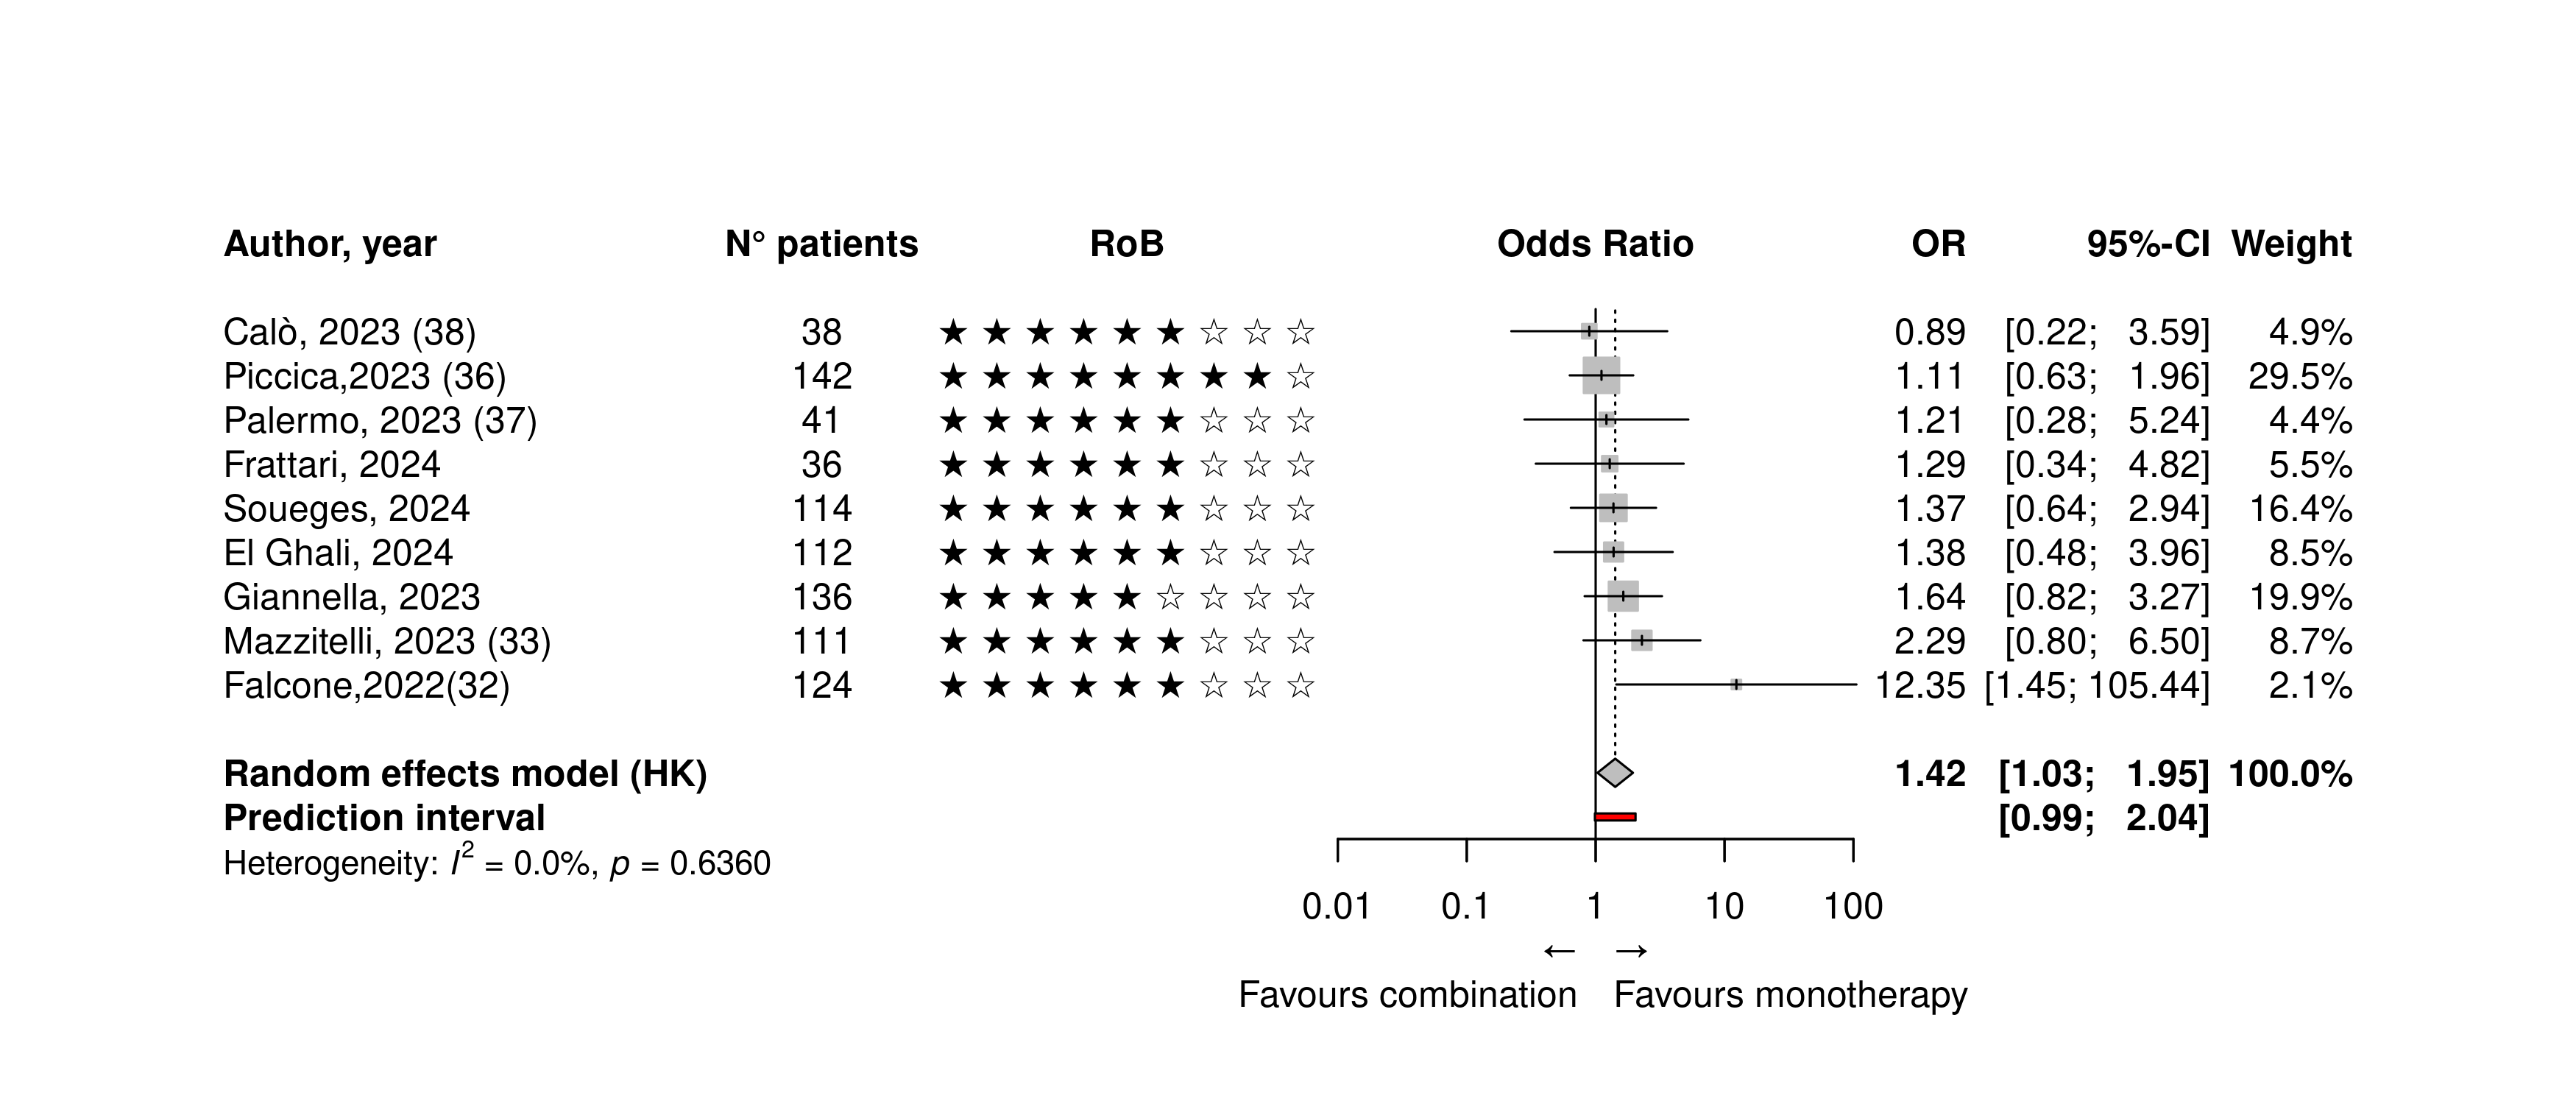 Author, year N° patients RoB Odds Ratio OR 95%-CI Weight
Calò, 2023 (38) 38 ★ ★ ★ ★ ★ ★ ☆ ☆ ☆ 0.89 [0.22; 3.59] 4.9%
Piccica,2023 (36) 142 ★ ★ ★ ★ ★ ★ ★ ★ ☆ 1.11 [0.63; 1.96] 29.5%
Palermo, 2023 (37) 41 ★ ★ ★ ★ ★ ★ ☆ ☆ ☆ 1.21 [0.28; 5.24] 4.4%
Frattari, 2024 36 ★ ★ ★ ★ ★ ★ ☆ ☆ ☆ 1.29 [0.34; 4.82] 5.5%
Soueges, 2024 114 ★ ★ ★ ★ ★ ★ ☆ ☆ ☆ 1.37 [0.64; 2.94] 16.4%
El Ghali, 2024 112 ★ ★ ★ ★ ★ ★ ☆ ☆ ☆ 1.38 [0.48; 3.96] 8.5%
Giannella, 2023 136 ★ ★ ★ ★ ★ ☆ ☆ ☆ ☆ 1.64 [0.82; 3.27] 19.9%
Mazzitelli, 2023 (33) 111 ★ ★ ★ ★ ★ ★ ☆ ☆ ☆ 2.29 [0.80; 6.50] 8.7%
Falcone,2022(32) 124 ★ ★ ★ ★ ★ ★ ☆ ☆ ☆ 12.35 [1.45; 105.44] 2.1%
Random effects model (HK) 1.42 [1.03; 1.95] 100.0%
Prediction interval [0.99; 2.04]
Heterogeneity: I² = 0.0%, p = 0.6360
0.01 0.1 1 10 100
← →
Favours combination Favours monotherapy